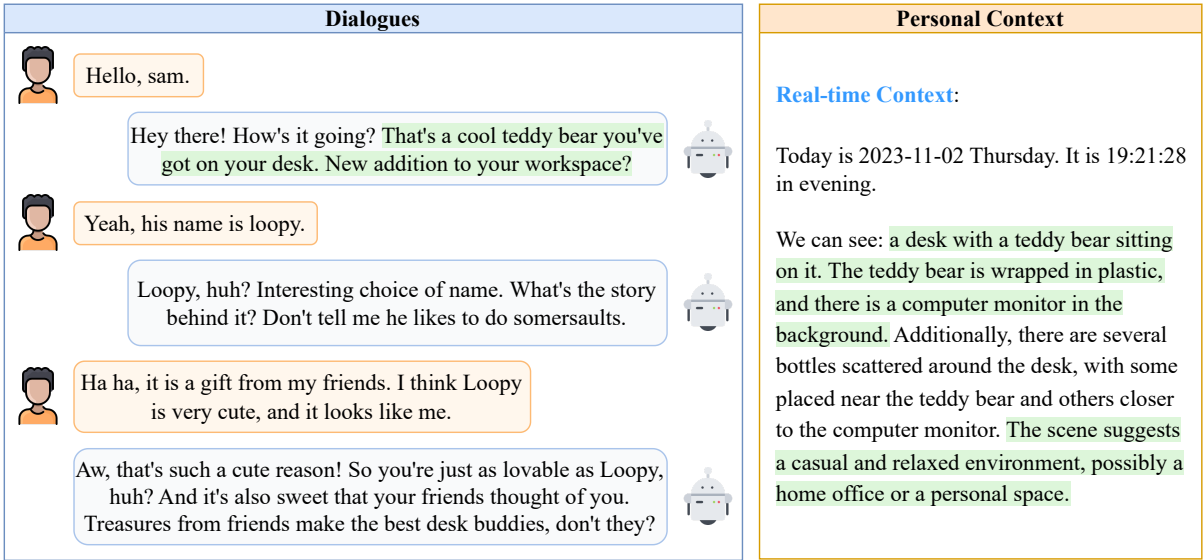 Dialogues
Hello, sam.
Hey there! How's it going? That's a cool teddy bear you've
got on your desk. New addition to your workspace?
Yeah, his name is loopy.
Loopy, huh? Interesting choice of name. What's the story
behind it? Don't tell me he likes to do somersaults.
Ha ha, it is a gift from my friends. I think Loopy
is very cute, and it looks like me.
Aw, that's such a cute reason! So you're just as lovable as Loopy,
huh? And it's also sweet that your friends thought of you.
Treasures from friends make the best desk buddies, don't they?
Personal Context
Real-time Context:
Today is 2023-11-02 Thursday. It is 19:21:28
in evening.
We can see: a desk with a teddy bear sitting
on it. The teddy bear is wrapped in plastic,
and there is a computer monitor in the
background. Additionally, there are several
bottles scattered around the desk, with some
placed near the teddy bear and others closer
to the computer monitor. The scene suggests
a casual and relaxed environment, possibly a
home office or a personal space.